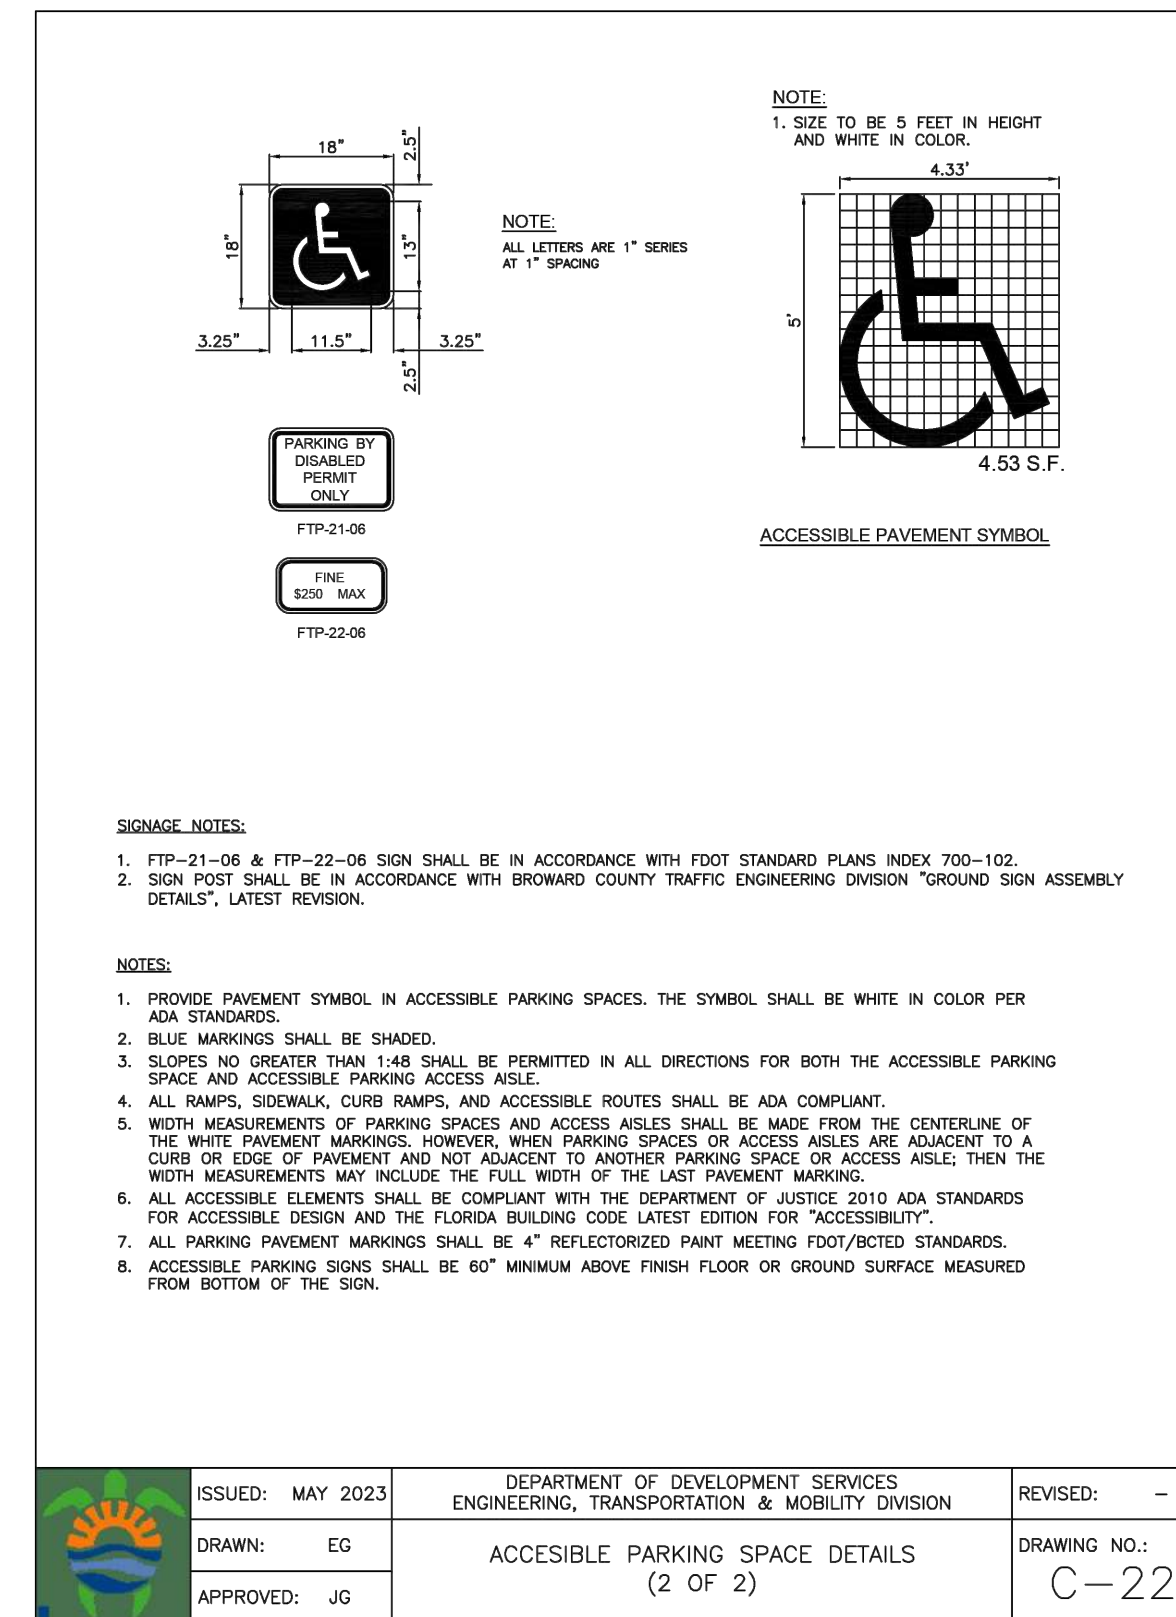 18"
2.5"
18"
13"
3.25"
11.5"
3.25"
2.5"
NOTE:
ALL LETTERS ARE 1" SERIES
AT 1" SPACING
PARKING BY
DISABLED
PERMIT
ONLY
FTP-21-06
FINE
$250 MAX
FTP-22-06
NOTE:
1. SIZE TO BE 5 FEET IN HEIGHT
AND WHITE IN COLOR.
4.33'
5'
4.53 S.F.
ACCESSIBLE PAVEMENT SYMBOL
SIGNAGE NOTES:
1. FTP-21-06 & FTP-22-06 SIGN SHALL BE IN ACCORDANCE WITH FDOT STANDARD PLANS INDEX 700-102.
2. SIGN POST SHALL BE IN ACCORDANCE WITH BROWARD COUNTY TRAFFIC ENGINEERING DIVISION "GROUND SIGN ASSEMBLY
DETAILS", LATEST REVISION.
NOTES:
1. PROVIDE PAVEMENT SYMBOL IN ACCESSIBLE PARKING SPACES. THE SYMBOL SHALL BE WHITE IN COLOR PER
ADA STANDARDS.
2. BLUE MARKINGS SHALL BE SHADED.
3. SLOPES NO GREATER THAN 1:48 SHALL BE PERMITTED IN ALL DIRECTIONS FOR BOTH THE ACCESSIBLE PARKING
SPACE AND ACCESSIBLE PARKING ACCESS AISLE.
4. ALL RAMPS, SIDEWALK, CURB RAMPS, AND ACCESSIBLE ROUTES SHALL BE ADA COMPLIANT.
5. WIDTH MEASUREMENTS OF PARKING SPACES AND ACCESS AISLES SHALL BE MADE FROM THE CENTERLINE OF
THE WHITE PAVEMENT MARKINGS. HOWEVER, WHEN PARKING SPACES OR ACCESS AISLES ARE ADJACENT TO A
CURB OR EDGE OF PAVEMENT AND NOT ADJACENT TO ANOTHER PARKING SPACE OR ACCESS AISLE; THEN THE
WIDTH MEASUREMENTS MAY INCLUDE THE FULL WIDTH OF THE LAST PAVEMENT MARKING.
6. ALL ACCESSIBLE ELEMENTS SHALL BE COMPLIANT WITH THE DEPARTMENT OF JUSTICE 2010 ADA STANDARDS
FOR ACCESSIBLE DESIGN AND THE FLORIDA BUILDING CODE LATEST EDITION FOR "ACCESSIBILITY".
7. ALL PARKING PAVEMENT MARKINGS SHALL BE 4" REFLECTORIZED PAINT MEETING FDOT/BCTED STANDARDS.
8. ACCESSIBLE PARKING SIGNS SHALL BE 60" MINIMUM ABOVE FINISH FLOOR OR GROUND SURFACE MEASURED
FROM BOTTOM OF THE SIGN.
ISSUED: MAY 2023
DRAWN: EG
APPROVED: JG
DEPARTMENT OF DEVELOPMENT SERVICES
ENGINEERING, TRANSPORTATION & MOBILITY DIVISION
ACCESIBLE PARKING SPACE DETAILS
(2 OF 2)
REVISED: -
DRAWING NO.:
C-22